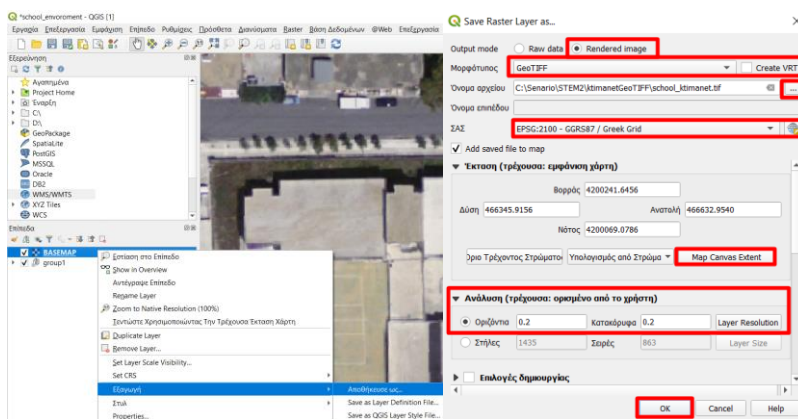 *school_enviroment - QGIS [1]
Εργασία Επεξεργασία Εμφάνιση Επίπεδο Ρυθμίσεις Πρόσθετα Διανύσματα Raster Βάση Δεδομένων @Web Επεξεργασία
Εξερεύνηση
Αγαπημένα
Project Home
Εναρξη
C:\
D:\
GeoPackage
SpatiaLite
PostGIS
MSSQL
Oracle
DB2
WMS/WMTS
XYZ Tiles
WCS
Επίπεδα
BASEMAP
group1
Εστίαση στο Επίπεδο
Show in Overview
Αντέγραψε Επίπεδο
Rename Layer
Zoom to Native Resolution (100%)
Τεντώστε Χρησιμοποιώντας Την Τρέχουσα Έκταση Χάρτη
Duplicate Layer
Remove Layer...
Set Layer Scale Visibility...
Set CRS
Εξαγωγή
Στυλ
Properties...
Αποθήκευσε ως...
Save as Layer Definition File...
Save as QGIS Layer Style File...
Save Raster Layer as...
Output mode Raw data Rendered image
Μορφότυπος GeoTIFF Create VRT
Όνομα αρχείου C:\Senario\STEM2\ktimanetGeoTIFF\school_ktimanet.tif ...
Όνομα επιπέδου
ΣΑΣ EPSG:2100 - GGRS87 / Greek Grid
Add saved file to map
Έκταση (τρέχουσα: εμφάνιση χάρτη)
Βορράς 4200241.6456
Δύση 466345.9156 Ανατολή 466632.9540
Νότος 4200069.0786
Όριο Τρέχοντος Στρώματο Υπολογισμός από Στρώμα Map Canvas Extent
Ανάλυση (τρέχουσα: ορισμένο από το χρήστη)
Οριζόντια 0.2 Κατακόρυφα 0.2 Layer Resolution
Στήλες 1435 Σειρές 863 Layer Size
Επιλογές δημιουργίας
OK Cancel Help